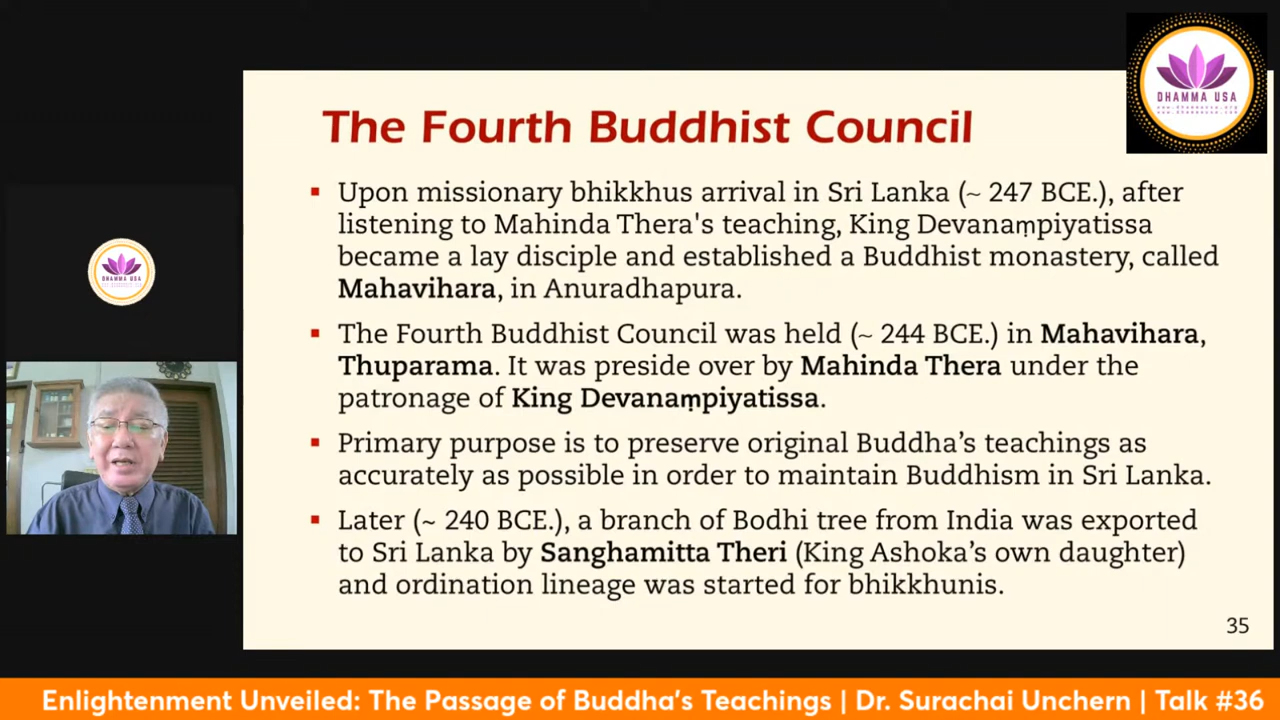 DHAMMA USA
The Fourth Buddhist Council
▪ Upon missionary bhikkhus arrival in Sri Lanka (~ 247 BCE.), after
listening to Mahinda Thera's teaching, King Devanaṃpiyatissa
became a lay disciple and established a Buddhist monastery, called
Mahavihara, in Anuradhapura.
▪ The Fourth Buddhist Council was held (~ 244 BCE.) in Mahavihara,
Thuparama. It was preside over by Mahinda Thera under the
patronage of King Devanaṃpiyatissa.
▪ Primary purpose is to preserve original Buddha’s teachings as
accurately as possible in order to maintain Buddhism in Sri Lanka.
▪ Later (~ 240 BCE.), a branch of Bodhi tree from India was exported
to Sri Lanka by Sanghamitta Theri (King Ashoka’s own daughter)
and ordination lineage was started for bhikkhunis.
35
DHAMMA USA
Enlightenment Unveiled: The Passage of Buddha’s Teachings | Dr. Surachai Unchern | Talk #36